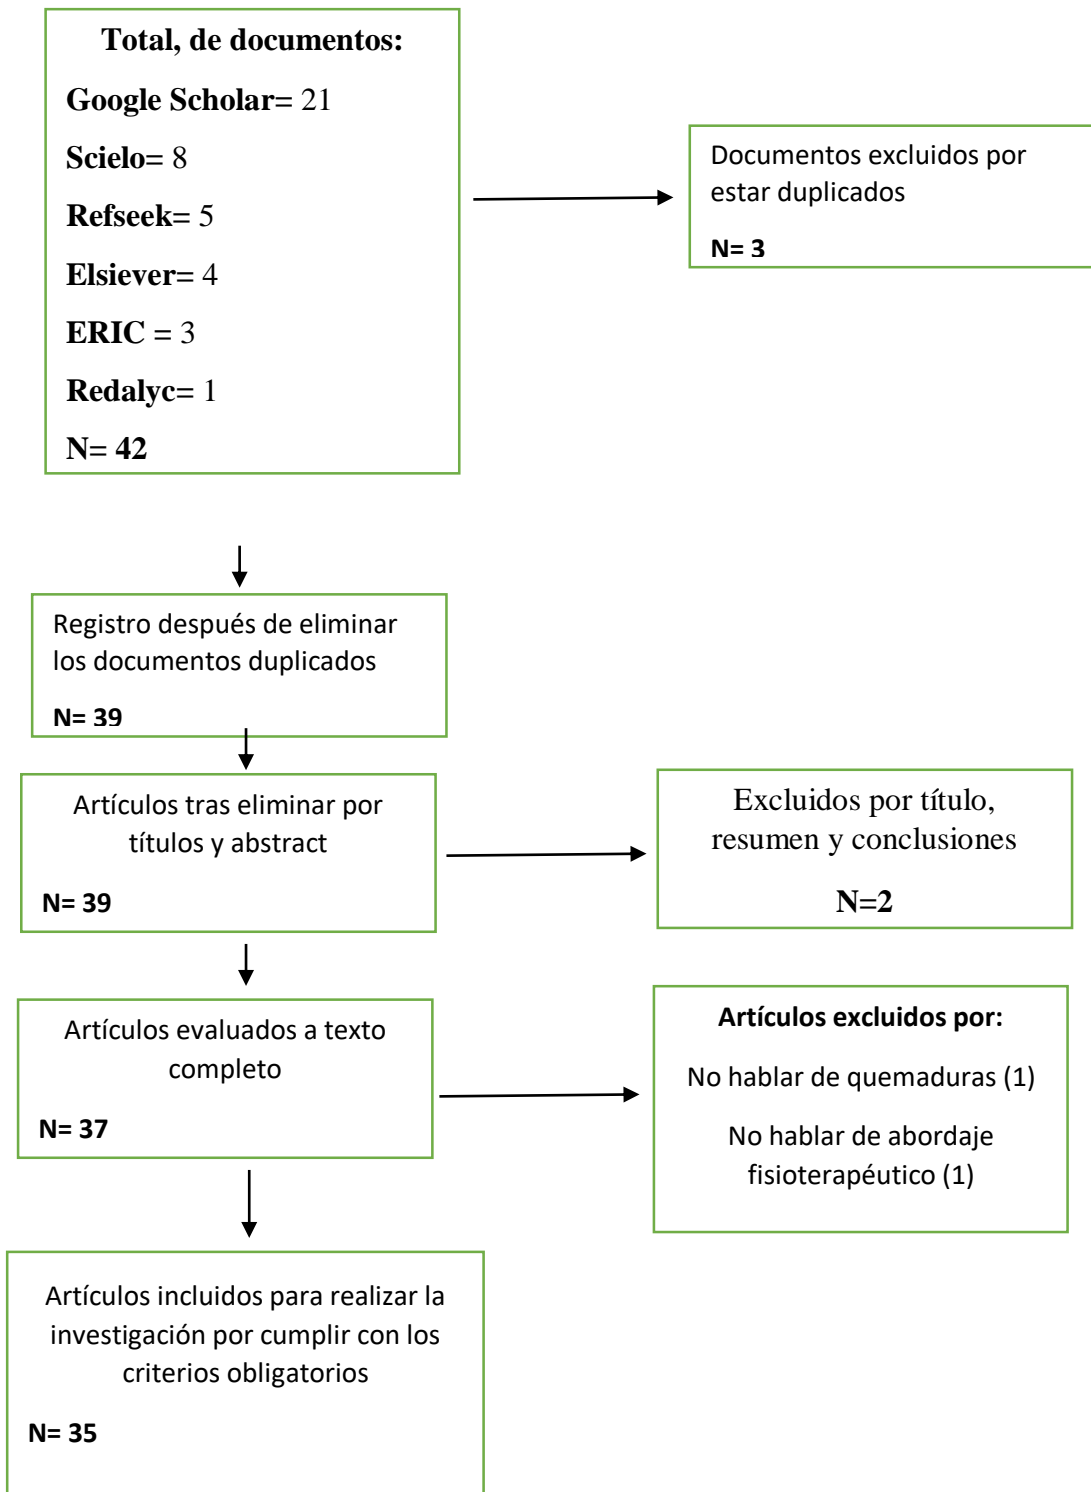 Total, de documentos:
Google Scholar= 21
Scielo= 8
Refseek= 5
Elsiever= 4
ERIC = 3
Redalyc= 1
N= 42
Documentos excluidos por
estar duplicados
N= 3
Registro después de eliminar
los documentos duplicados
N= 39
Artículos tras eliminar por
títulos y abstract
N= 39
Excluidos por título,
resumen y conclusiones
N=2
Artículos evaluados a texto
completo
N= 37
Artículos excluidos por:
No hablar de quemaduras (1)
No hablar de abordaje
fisioterapéutico (1)
Artículos incluidos para realizar la
investigación por cumplir con los
criterios obligatorios
N= 35